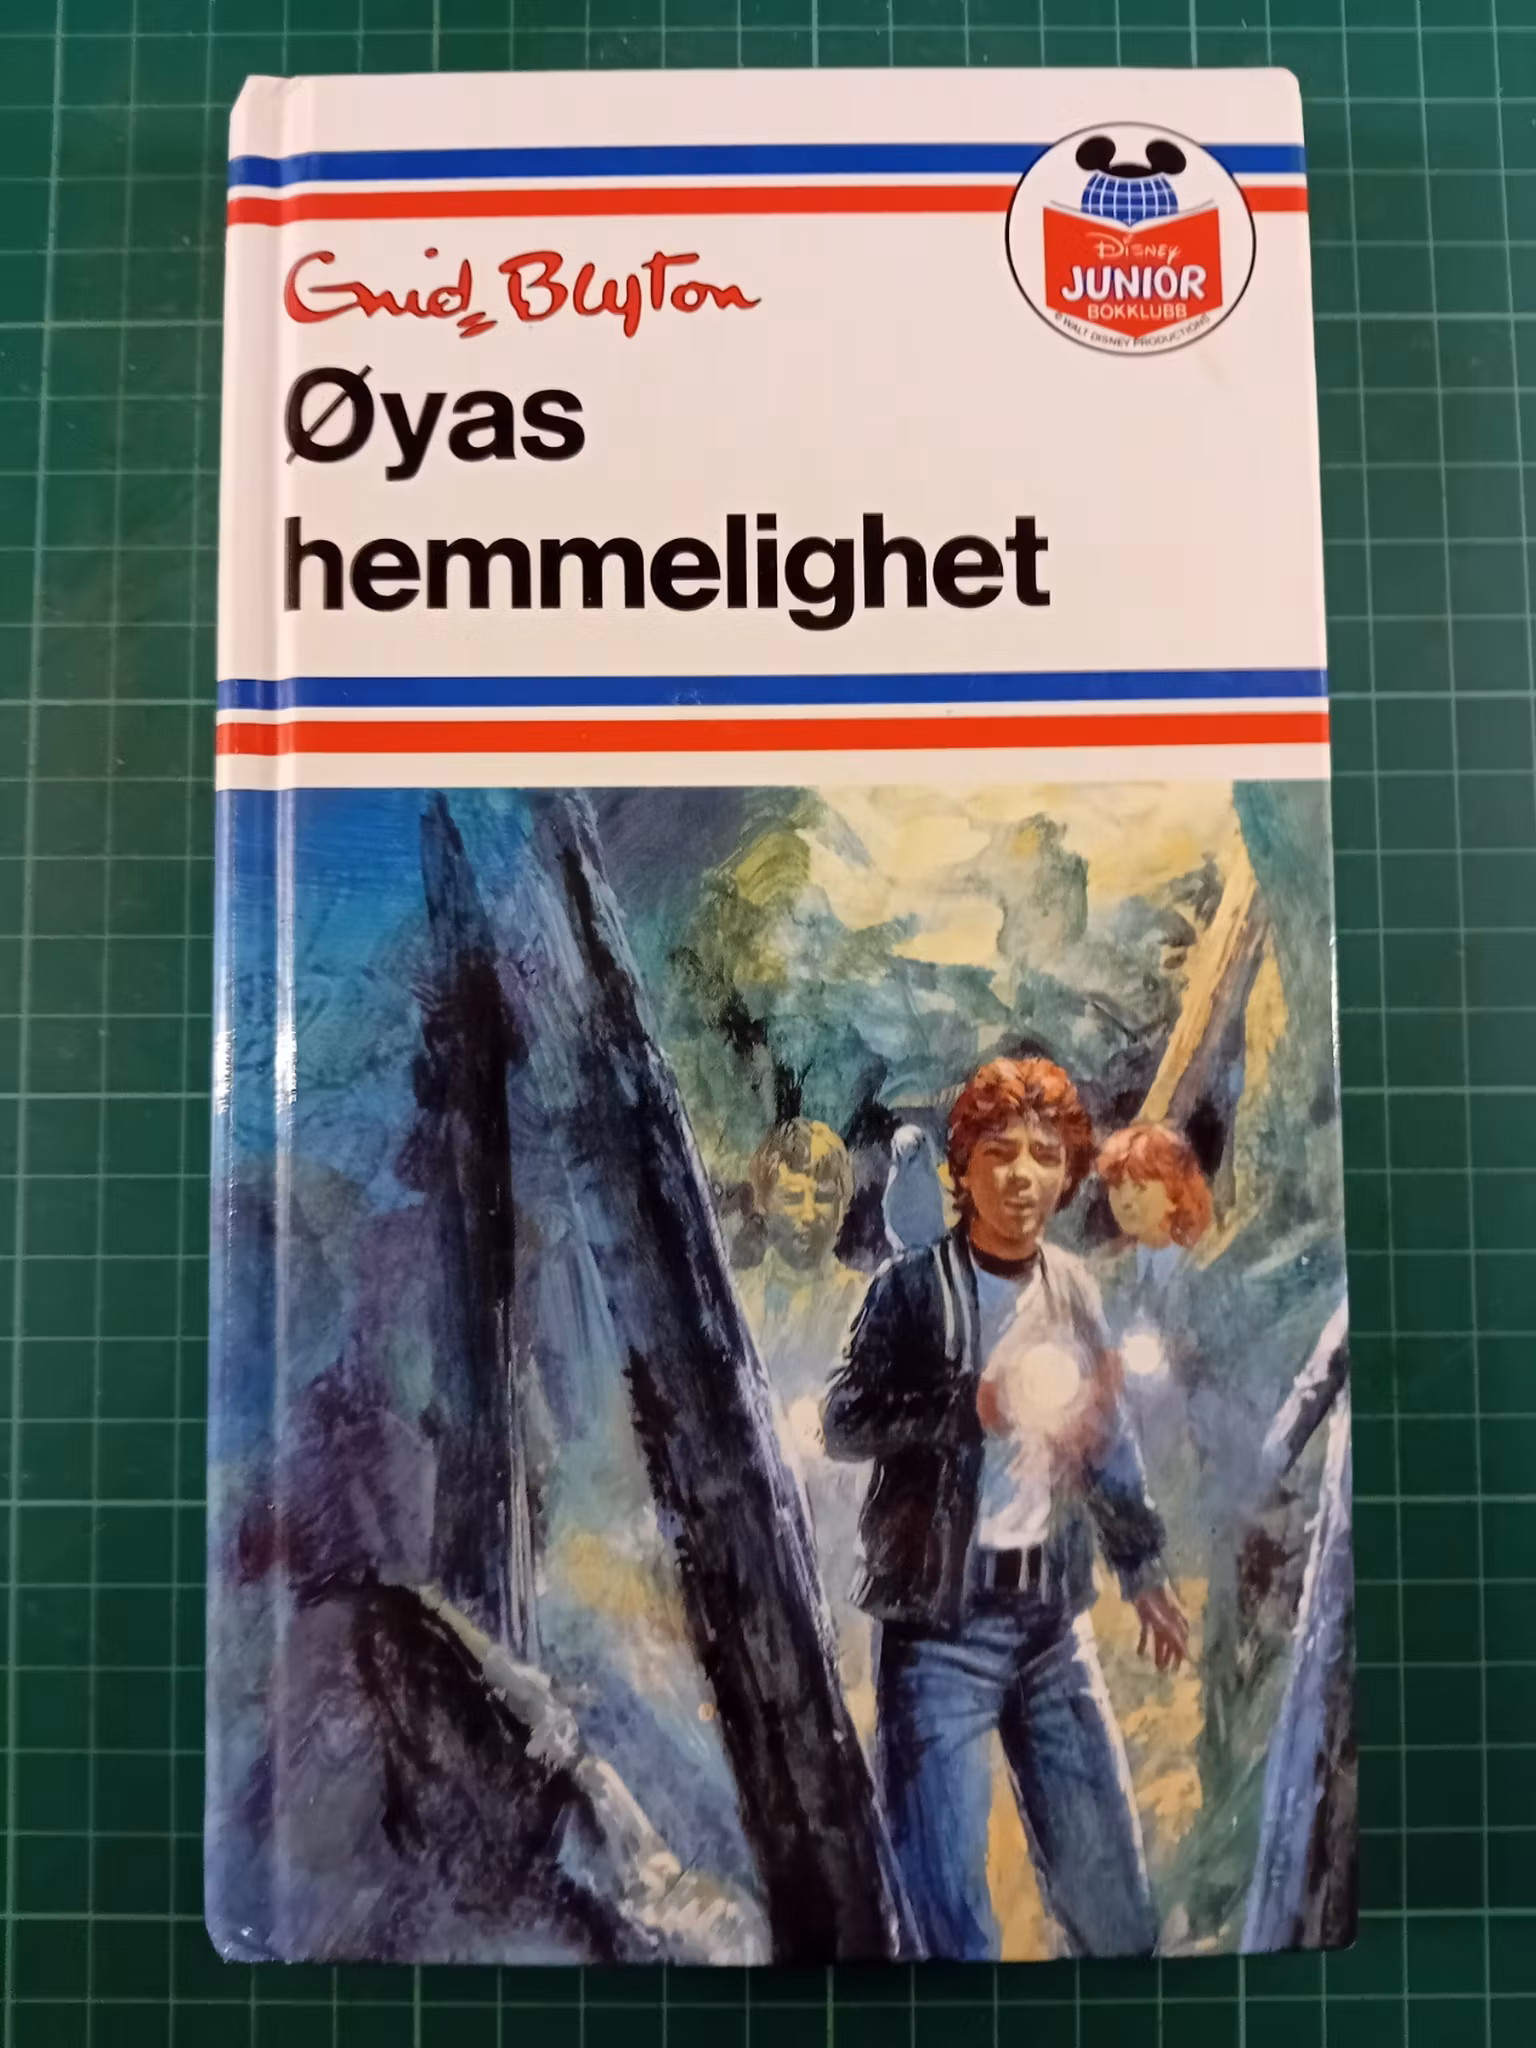 Enid Blyton
Øyas
hemmelighet
DISNEY
JUNIOR
BOKKLUBB
© WALT DISNEY PRODUCTIONS